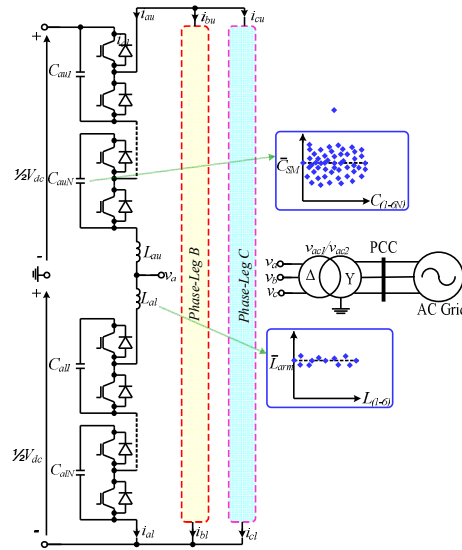 i_au
i_bu
i_cu
+
C_au1
½V_dc
C_auN
-
L_au
v_a
L_al
+
C_al1
½V_dc
C_alN
-
i_al
i_bl
i_cl
Phase-Leg B
Phase-Leg C
C̄_SM
C_(1-6N)
v_ac1/v_ac2
PCC
v_a
v_b
v_c
Δ
Y
AC Grid
L̄_arm
L_(1-6)